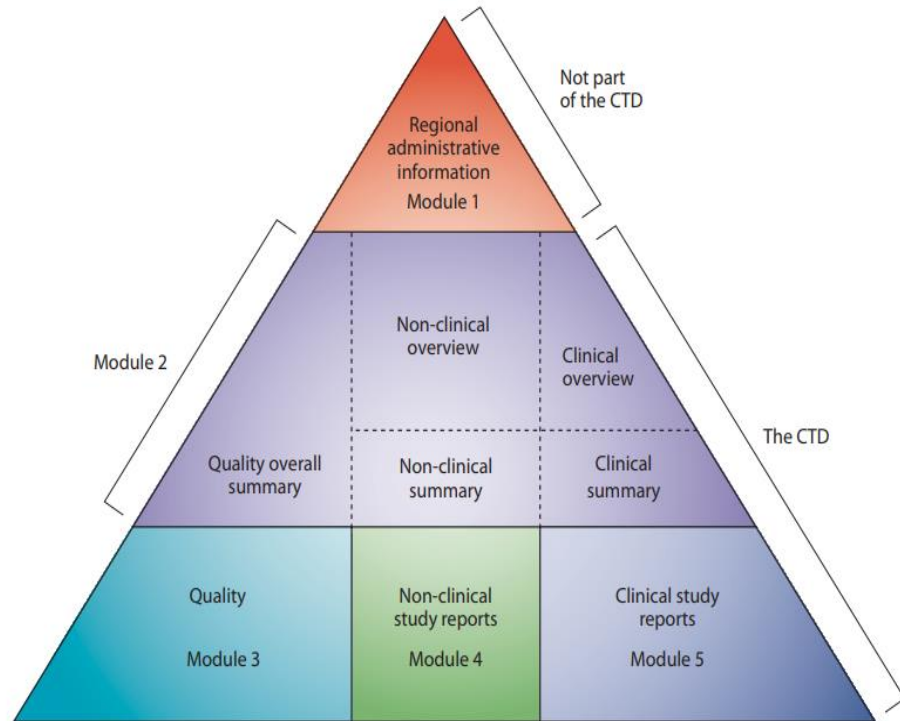 Not part
of the CTD
Regional
administrative
information
Module 1
Module 2
Non-clinical
overview
Clinical
overview
The CTD
Quality overall
summary
Non-clinical
summary
Clinical
summary
Quality
Module 3
Non-clinical
study reports
Module 4
Clinical study
reports
Module 5